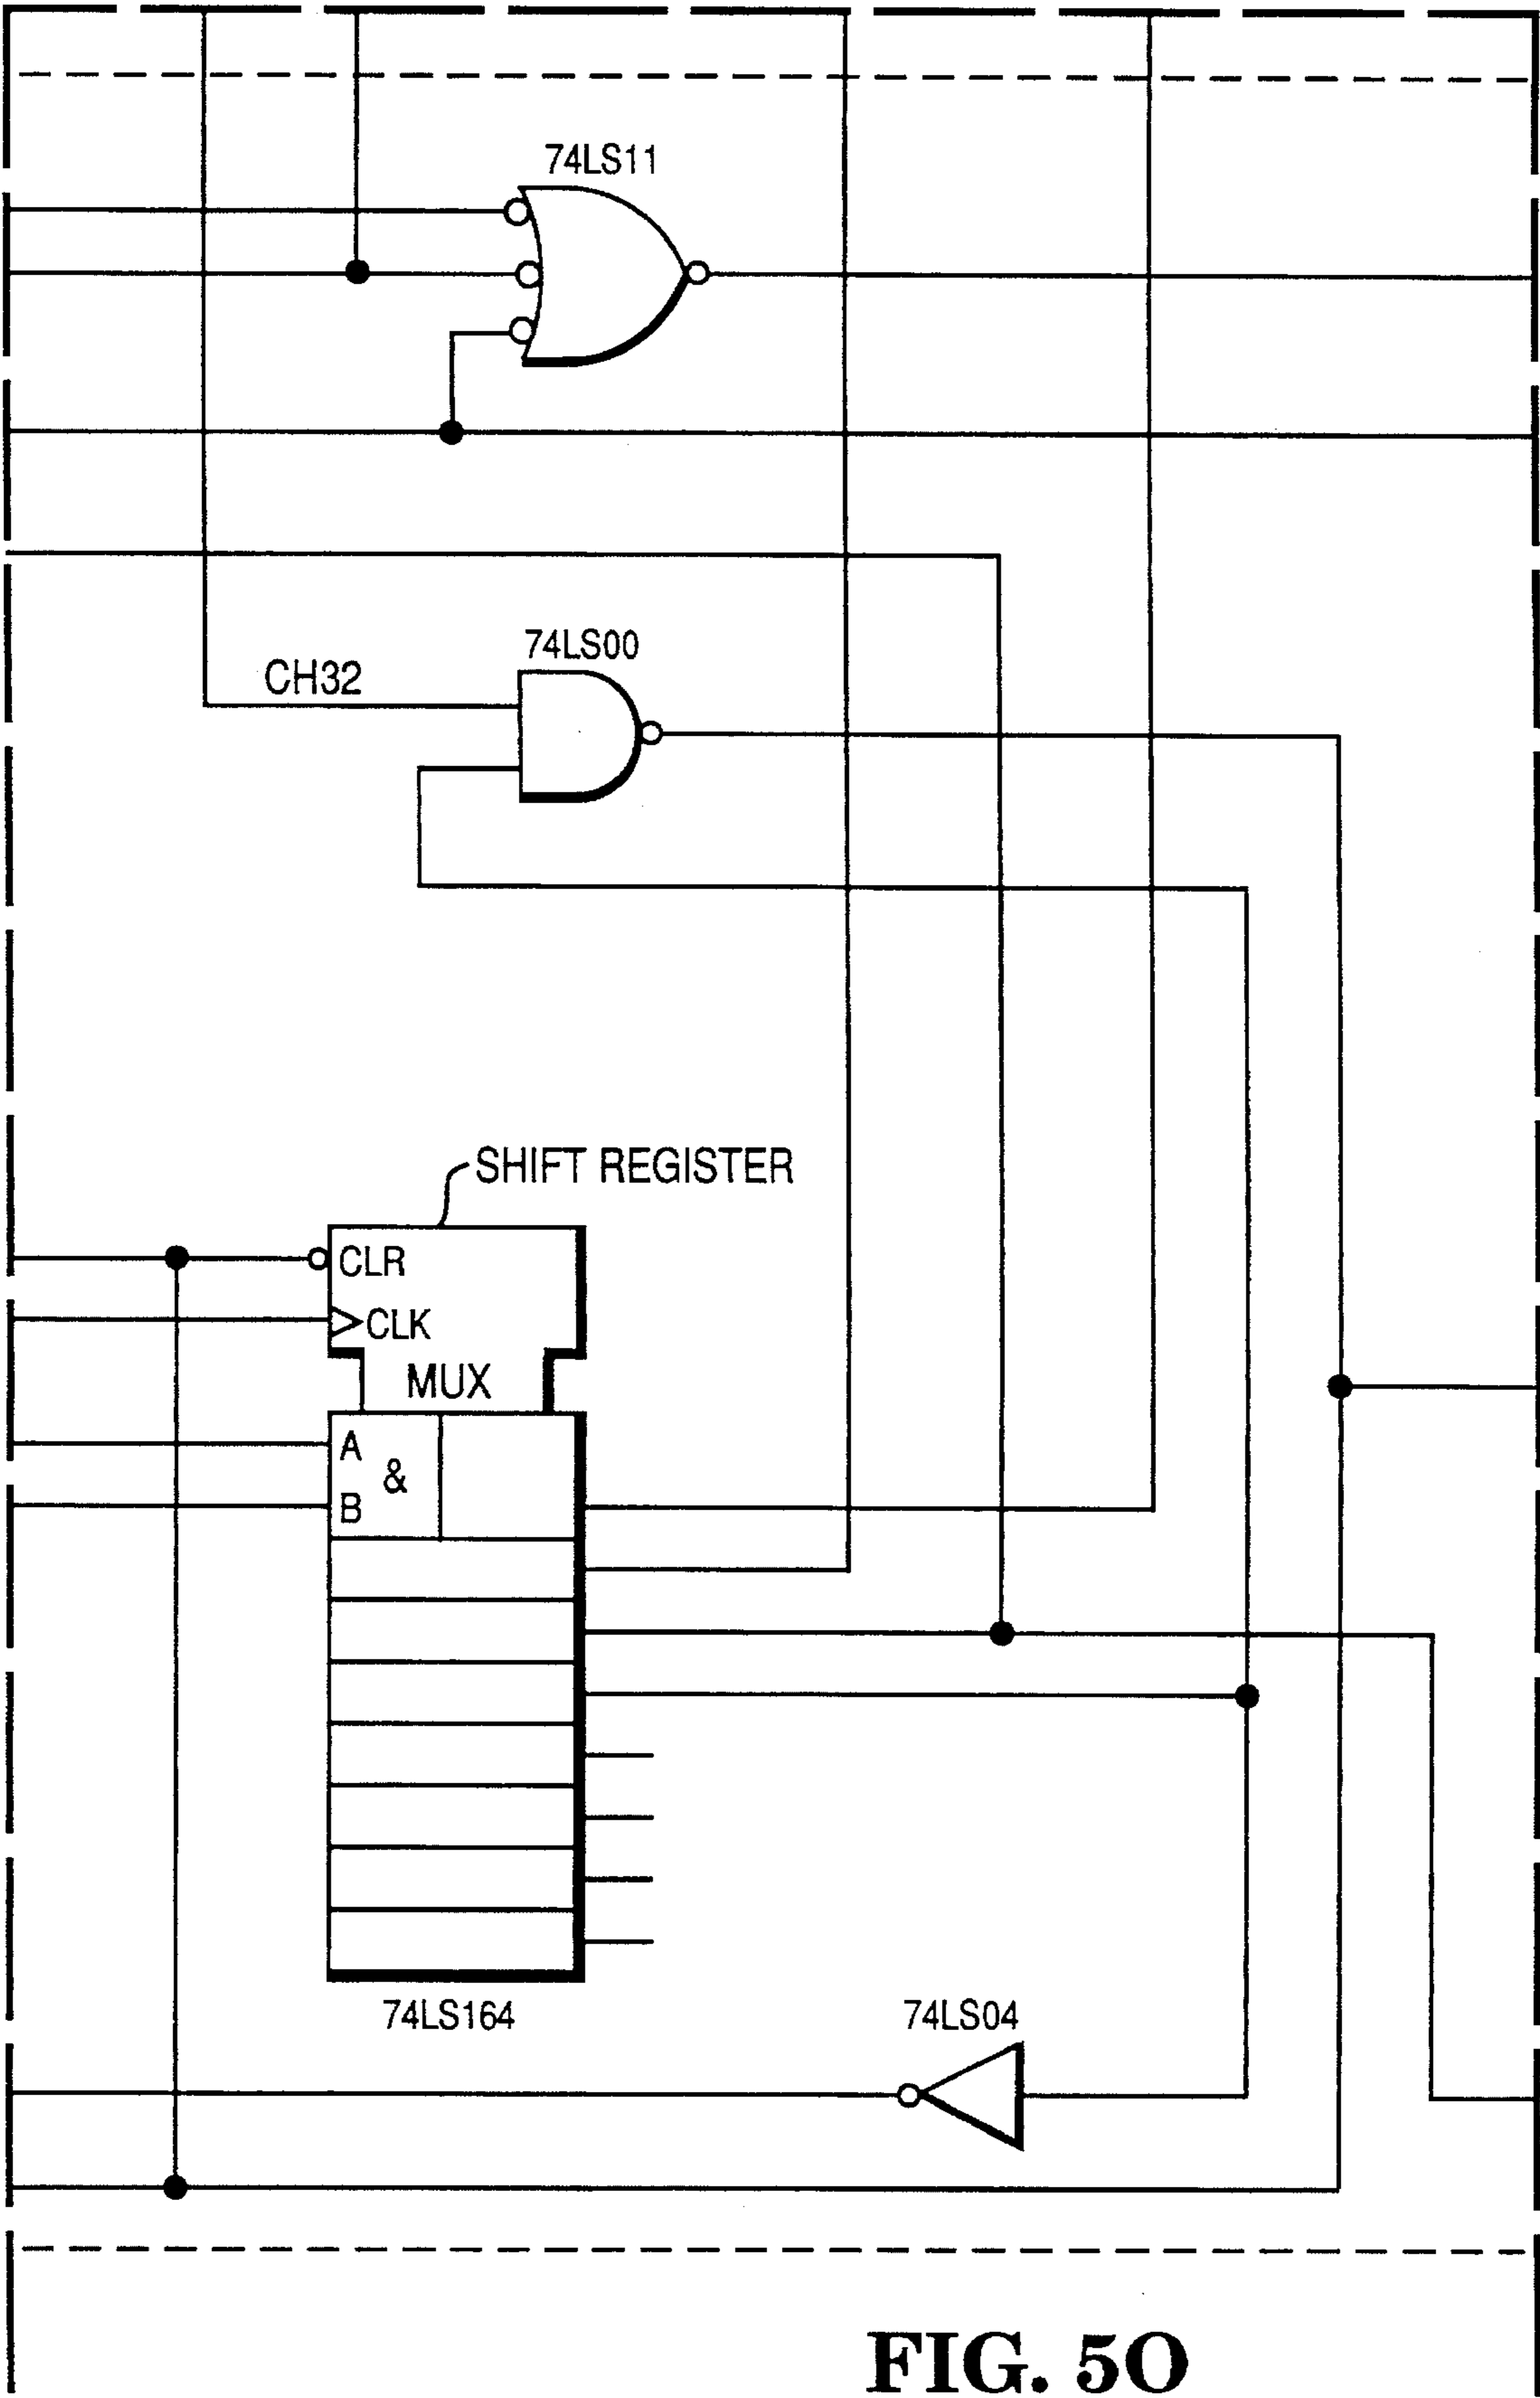 74LS11
74LS00
CH32
SHIFT REGISTER
CLR
CLK
MUX
A
&
B
74LS164
74LS04
FIG. 5O